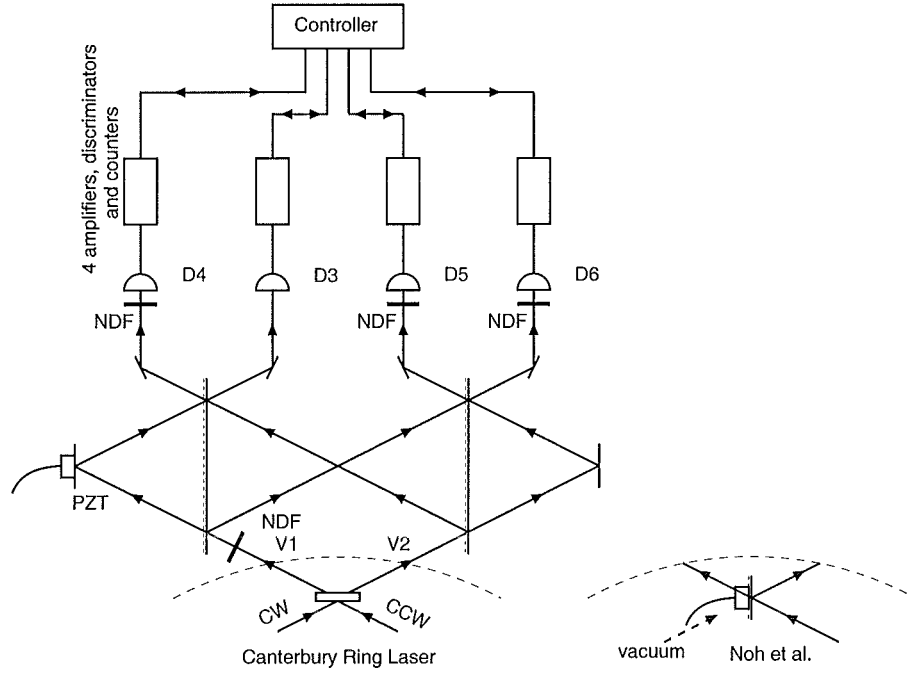 Controller
4 amplifiers, discriminators
and counters
D4
D3
D5
D6
NDF
NDF
NDF
PZT
NDF
V1
V2
CW
CCW
Canterbury Ring Laser
vacuum
Noh et al.